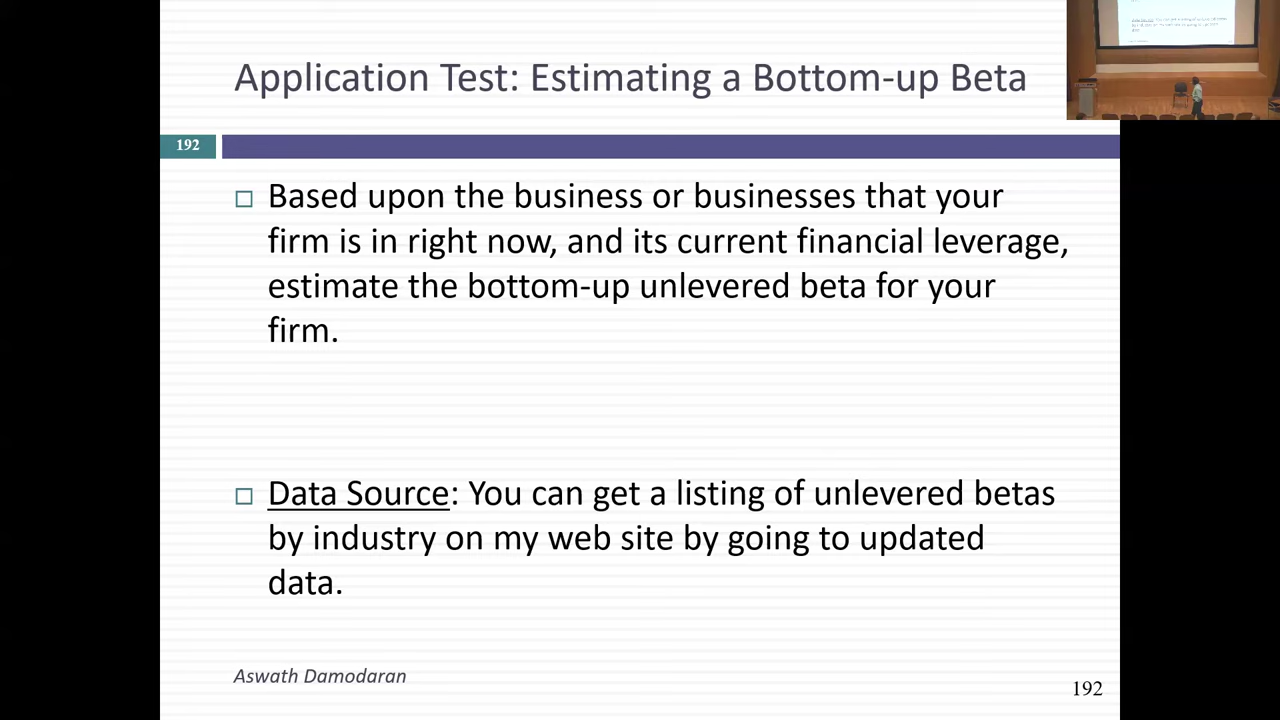 Application Test: Estimating a Bottom-up Beta
192
Based upon the business or businesses that your
firm is in right now, and its current financial leverage,
estimate the bottom-up unlevered beta for your
firm.
Data Source: You can get a listing of unlevered betas
by industry on my web site by going to updated
data.
Aswath Damodaran
192